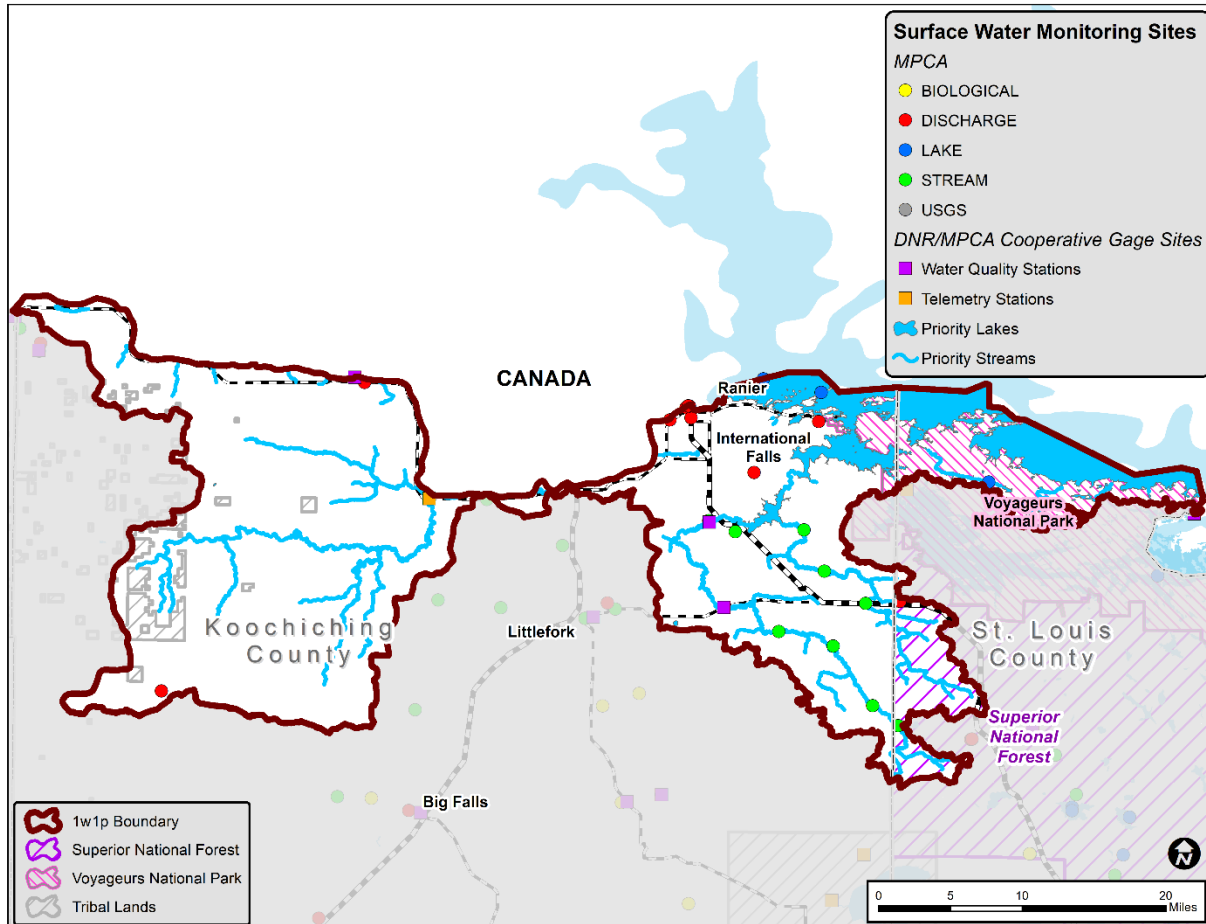 Surface Water Monitoring Sites
MPCA
BIOLOGICAL
DISCHARGE
LAKE
STREAM
USGS
DNR/MPCA Cooperative Gage Sites
Water Quality Stations
Telemetry Stations
Priority Lakes
Priority Streams
CANADA
Ranier
International
Falls
Voyageurs
National Park
Koochiching
County
Littlefork
St. Louis
County
Superior
National
Forest
Big Falls
1w1p Boundary
Superior National Forest
Voyageurs National Park
Tribal Lands
N
0 5 10 20
Miles